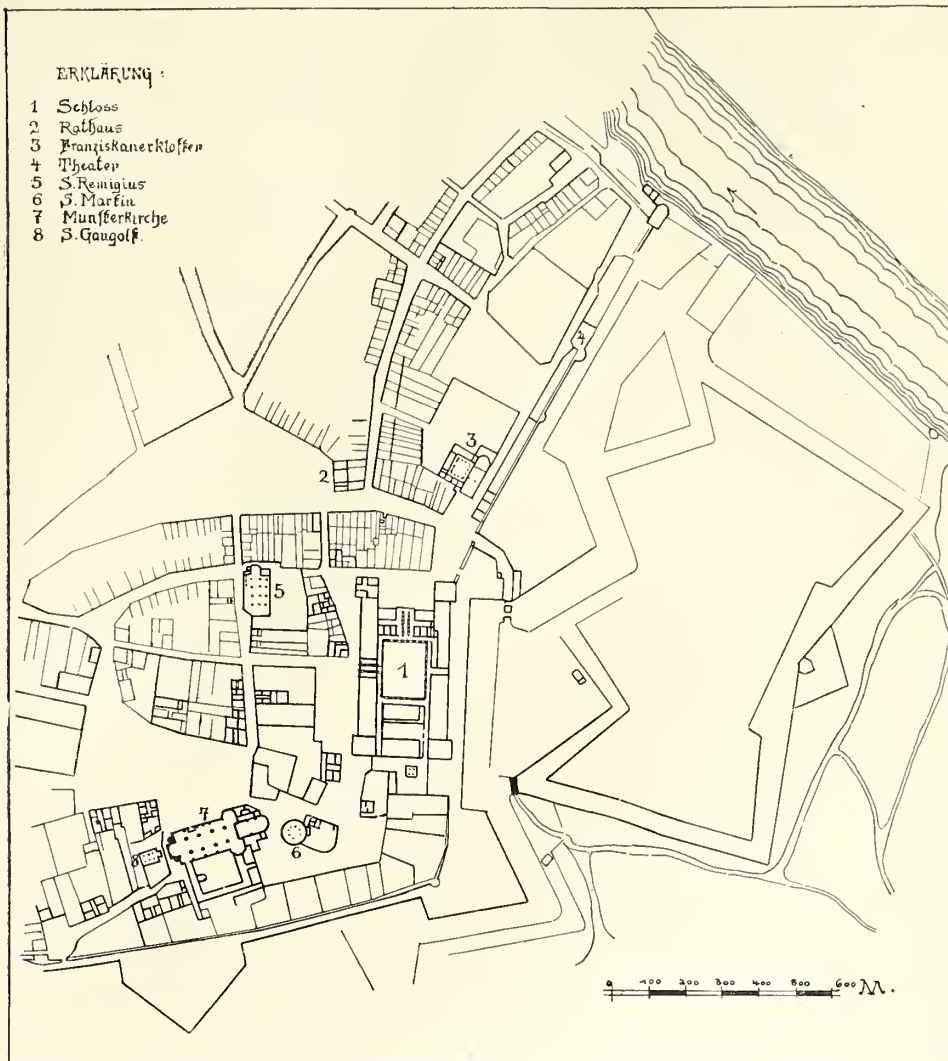 ERKLÄRUNG :
1 Schloss
2 Rathaus
3 Franziskanerkloster
4 Theater
5 S. Remigius
6 S. Martin
7 Munsterkirche
8 S. Gaugolf.
4
3
2
5
1
7
6
8
0 100 200 300 400 500 600 M.